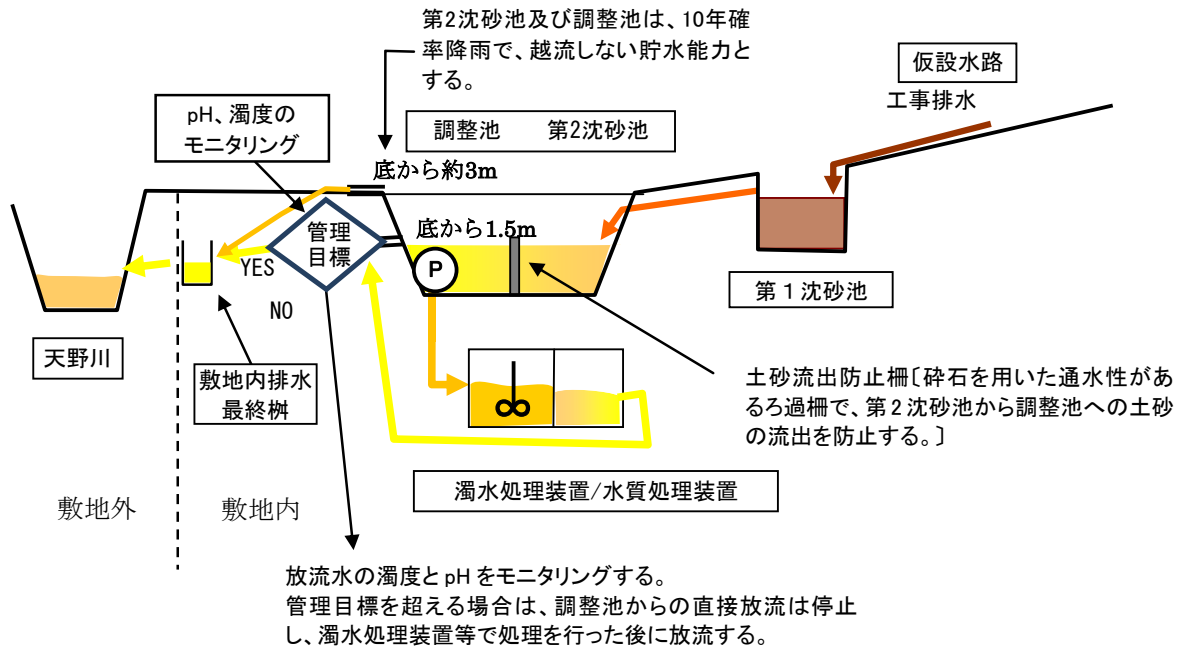 第2沈砂池及び調整池は、10年確
率降雨で、越流しない貯水能力と
する。
仮設水路
工事排水
pH、濁度の
モニタリング
調整池 第2沈砂池
底から約3m
底から1.5m
管理
目標
P
YES
NO
第１沈砂池
天野川
敷地内排水
最終桝
土砂流出防止柵〔砕石を用いた通水性があ
るろ過柵で、第2沈砂池から調整池への土砂
の流出を防止する。〕
濁水処理装置/水質処理装置
敷地外
敷地内
放流水の濁度と pH をモニタリングする。
管理目標を超える場合は、調整池からの直接放流は停止
し、濁水処理装置等で処理を行った後に放流する。